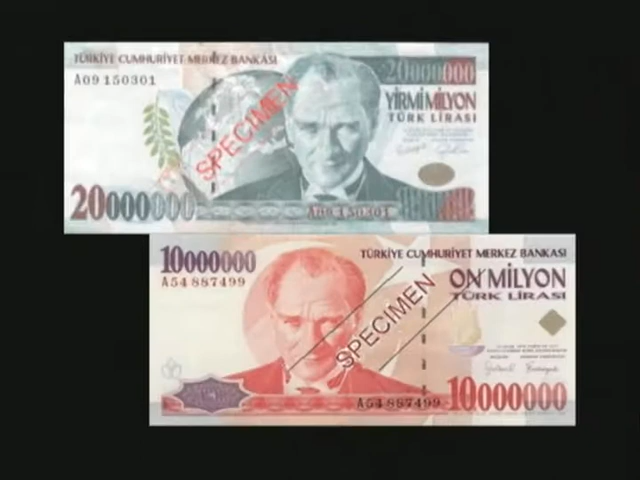 TÜRKİYE CUMHURİYET MERKEZ BANKASI
A09 150301
20000000
YİRMİ MİLYON
TÜRK LİRASI
SPECIMEN
20000000
A09 150301
10000000
A54 887499
TÜRKİYE CUMHURİYET MERKEZ BANKASI
ON MİLYON
TÜRK LİRASI
SPECIMEN
A54 887499
10.000000